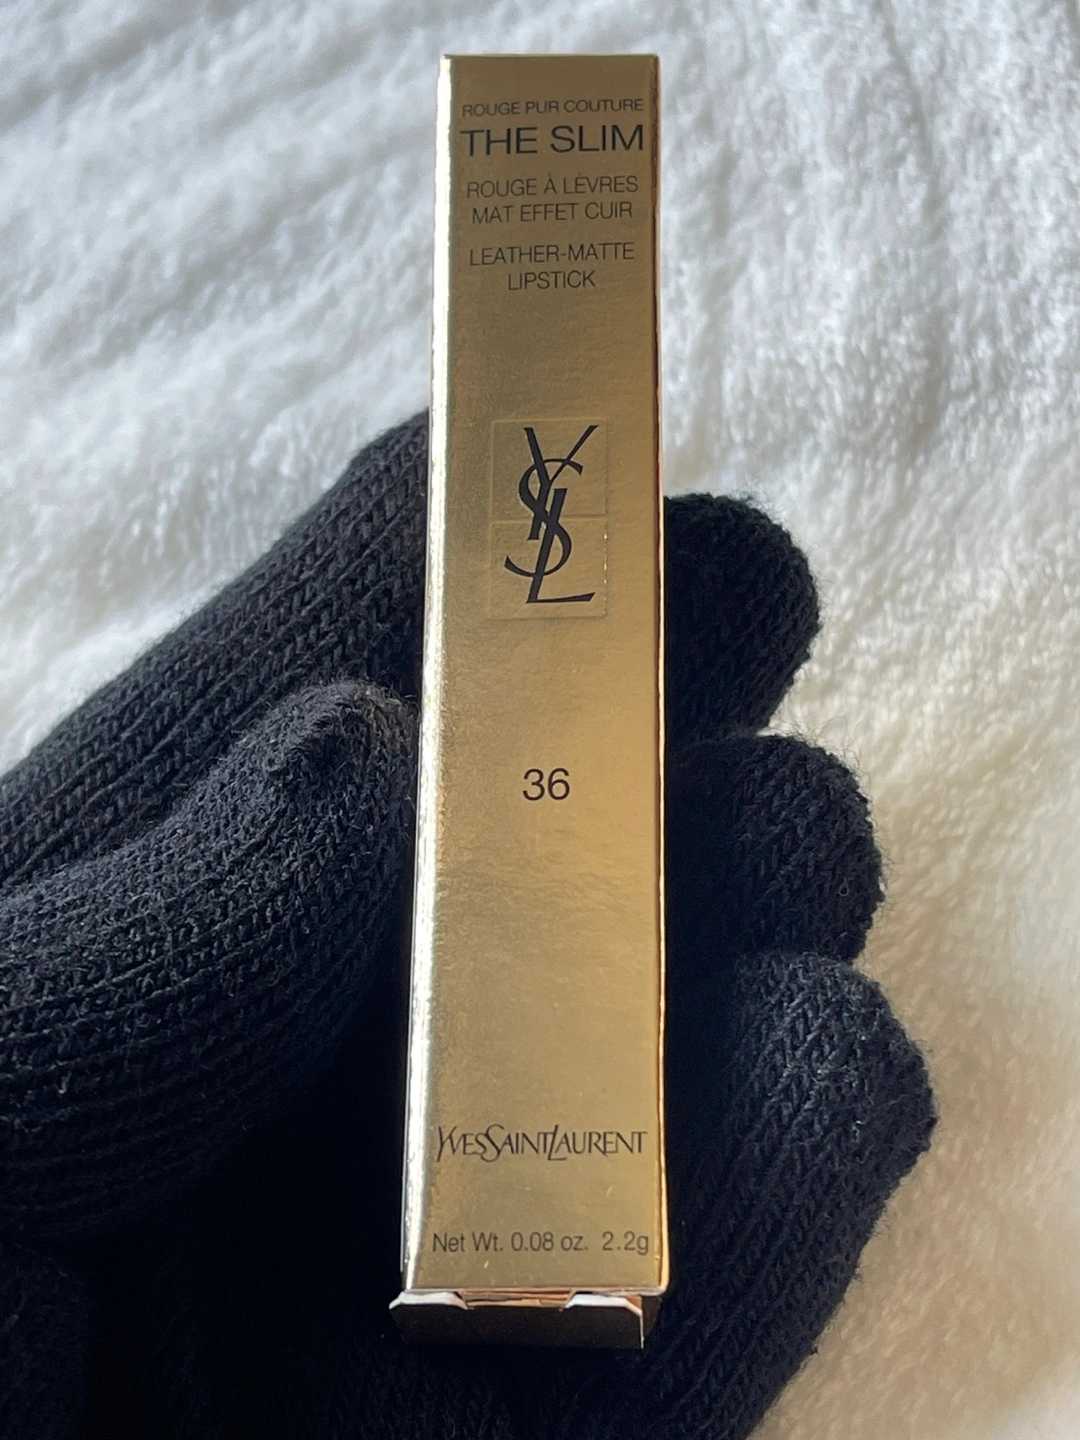 ROUGE PUR COUTURE
THE SLIM
ROUGE À LÈVRES
MAT EFFET CUIR
LEATHER-MATTE
LIPSTICK
YSL
36
YVESSAINTLAURENT
Net Wt. 0.08 oz. 2.2g